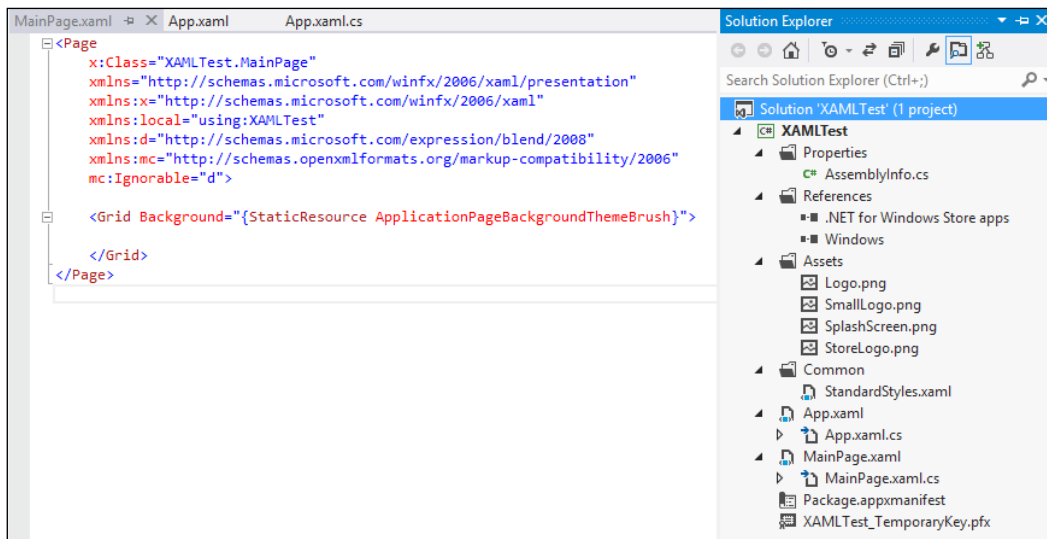 MainPage.xaml App.xaml App.xaml.cs
<Page
x:Class="XAMLTest.MainPage"
xmlns="http://schemas.microsoft.com/winfx/2006/xaml/presentation"
xmlns:x="http://schemas.microsoft.com/winfx/2006/xaml"
xmlns:local="using:XAMLTest"
xmlns:d="http://schemas.microsoft.com/expression/blend/2008"
xmlns:mc="http://schemas.openxmlformats.org/markup-compatibility/2006"
mc:Ignorable="d">
<Grid Background="{StaticResource ApplicationPageBackgroundThemeBrush}">
</Grid>
</Page>
Solution Explorer
Search Solution Explorer (Ctrl+;)
Solution 'XAMLTest' (1 project)
C# XAMLTest
Properties
C# AssemblyInfo.cs
References
.NET for Windows Store apps
Windows
Assets
Logo.png
SmallLogo.png
SplashScreen.png
StoreLogo.png
Common
StandardStyles.xaml
App.xaml
App.xaml.cs
MainPage.xaml
MainPage.xaml.cs
Package.appxmanifest
XAMLTest_TemporaryKey.pfx